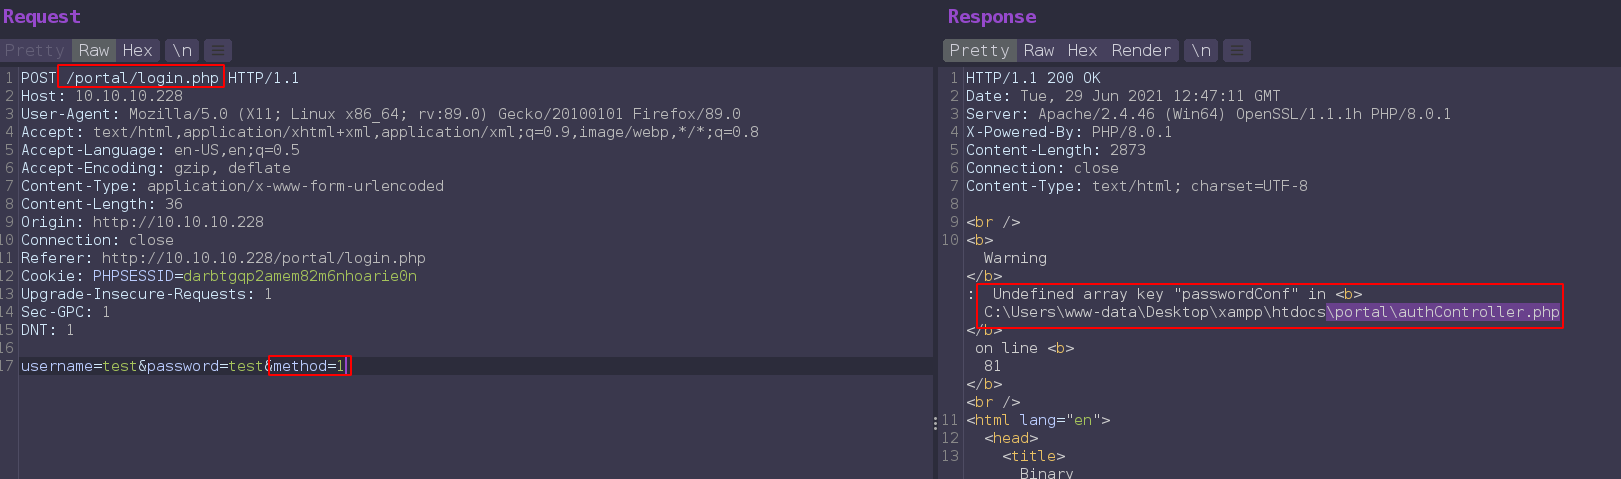 Request
Pretty Raw Hex \n ≡
1 POST /portal/login.php HTTP/1.1
2 Host: 10.10.10.228
3 User-Agent: Mozilla/5.0 (X11; Linux x86_64; rv:89.0) Gecko/20100101 Firefox/89.0
4 Accept: text/html,application/xhtml+xml,application/xml;q=0.9,image/webp,*/*;q=0.8
5 Accept-Language: en-US,en;q=0.5
6 Accept-Encoding: gzip, deflate
7 Content-Type: application/x-www-form-urlencoded
8 Content-Length: 36
9 Origin: http://10.10.10.228
10 Connection: close
11 Referer: http://10.10.10.228/portal/login.php
12 Cookie: PHPSESSID=darbtgqp2amem82m6nhoarie0n
13 Upgrade-Insecure-Requests: 1
14 Sec-GPC: 1
15 DNT: 1
16
17 username=test&password=test&method=1
Response
Pretty Raw Hex Render \n ≡
1 HTTP/1.1 200 OK
2 Date: Tue, 29 Jun 2021 12:47:11 GMT
3 Server: Apache/2.4.46 (Win64) OpenSSL/1.1.1h PHP/8.0.1
4 X-Powered-By: PHP/8.0.1
5 Content-Length: 2873
6 Connection: close
7 Content-Type: text/html; charset=UTF-8
8
9 <br />
10 <b>
Warning
</b>
: Undefined array key "passwordConf" in <b>
C:\Users\www-data\Desktop\xampp\htdocs\portal\authController.php
</b>
on line <b>
81
</b>
<br />
11 <html lang="en">
12 <head>
13 <title>
Binary